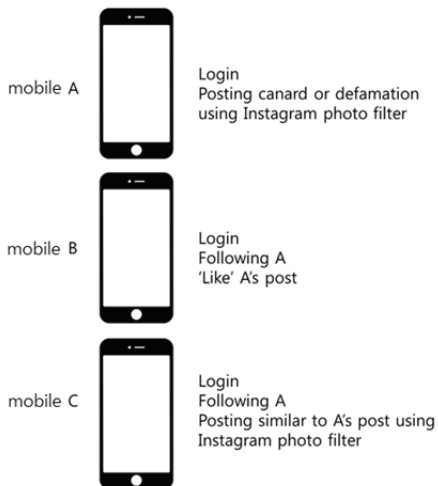 mobile A
Login
Posting canard or defamation
using Instagram photo filter
mobile B
Login
Following A
‘Like’ A’s post
mobile C
Login
Following A
Posting similar to A’s post using
Instagram photo filter